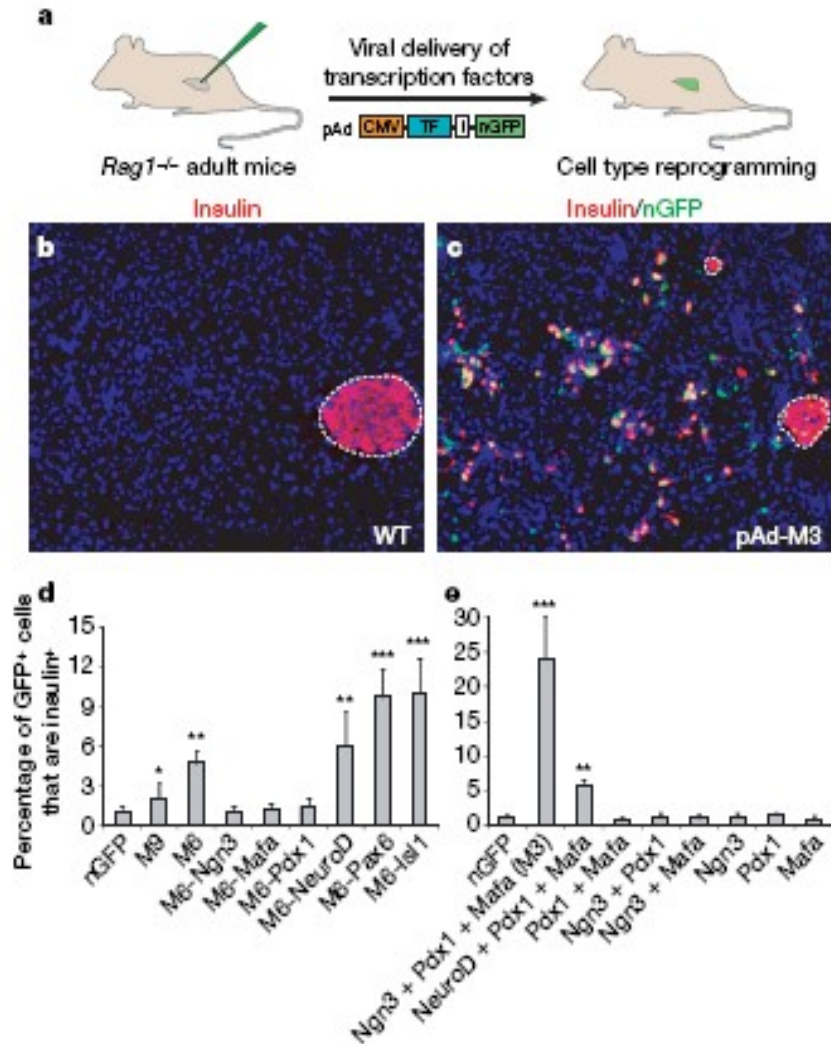 a
Viral delivery of
transcription factors
pAd CMV TF I nGFP
Rag1–/– adult mice
Cell type reprogramming
Insulin
Insulin/nGFP
b
WT
c
pAd-M3
d
Percentage of GFP+ cells
that are insulin+
15
12
9
6
3
0
nGFP
M9
M6
M6-Ngn3
M6-Mafa
M6-Pdx1
M6-NeuroD
M6-Pax6
M6-Isl1
*
**
**
***
***
e
30
25
20
15
10
5
0
***
**
nGFP
Ngn3 + Pdx1 + Mafa (M3)
NeuroD + Pdx1 + Mafa
Pdx1 + Mafa
Ngn3 + Pdx1
Ngn3 + Mafa
Ngn3
Pdx1
Mafa